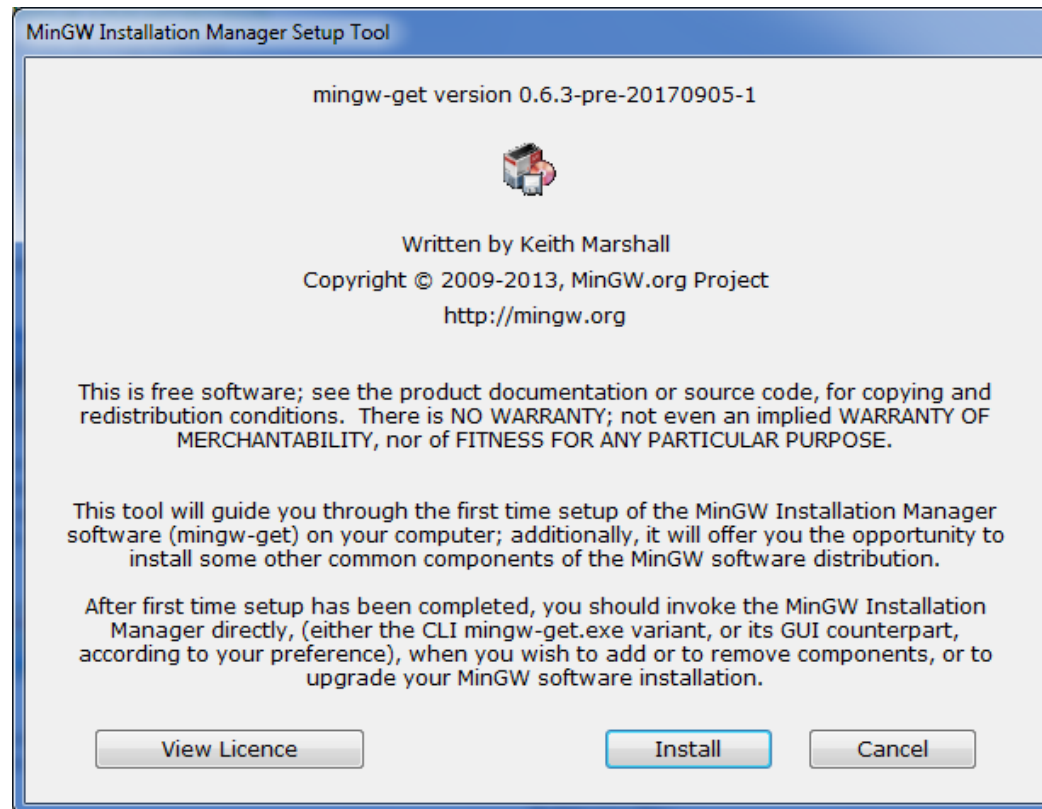 MinGW Installation Manager Setup Tool
mingw-get version 0.6.3-pre-20170905-1
Written by Keith Marshall
Copyright © 2009-2013, MinGW.org Project
http://mingw.org
This is free software; see the product documentation or source code, for copying and
redistribution conditions.  There is NO WARRANTY; not even an implied WARRANTY OF
MERCHANTABILITY, nor of FITNESS FOR ANY PARTICULAR PURPOSE.
This tool will guide you through the first time setup of the MinGW Installation Manager
software (mingw-get) on your computer; additionally, it will offer you the opportunity to
install some other common components of the MinGW software distribution.
After first time setup has been completed, you should invoke the MinGW Installation
Manager directly, (either the CLI mingw-get.exe variant, or its GUI counterpart,
according to your preference), when you wish to add or to remove components, or to
upgrade your MinGW software installation.
View Licence Install Cancel